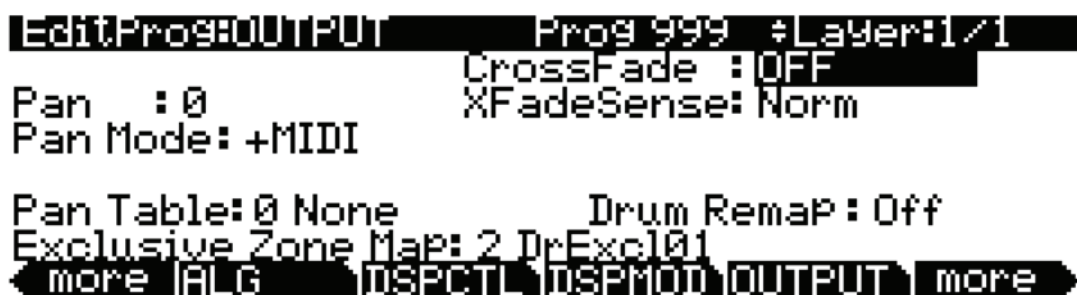 EditProg:OUTPUT Prog 999 Layer:1/1
CrossFade :OFF
Pan :0 XFadeSense:Norm
Pan Mode:+MIDI
Pan Table:0 None Drum Remap:Off
Exclusive Zone Map:2 DrExcl01
more ALG DSPCTL DSPMOD OUTPUT more